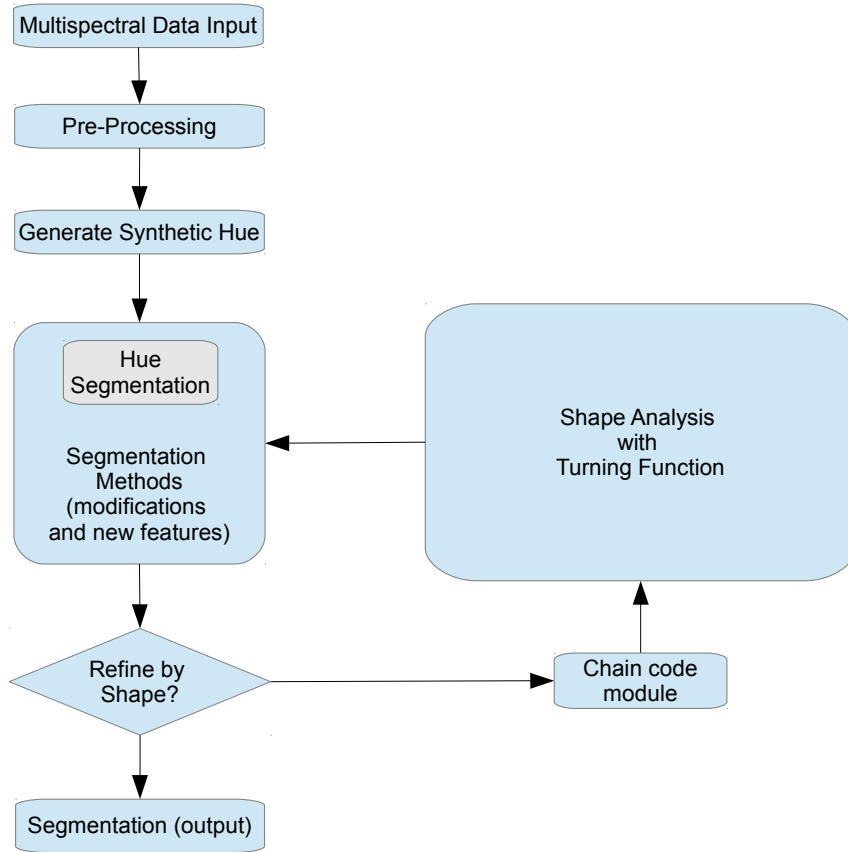 Multispectral Data Input
Pre-Processing
Generate Synthetic Hue
Hue
Segmentation
Segmentation
Methods
(modifications
and new features)
Shape Analysis
with
Turning Function
Refine by
Shape?
Chain code
module
Segmentation (output)